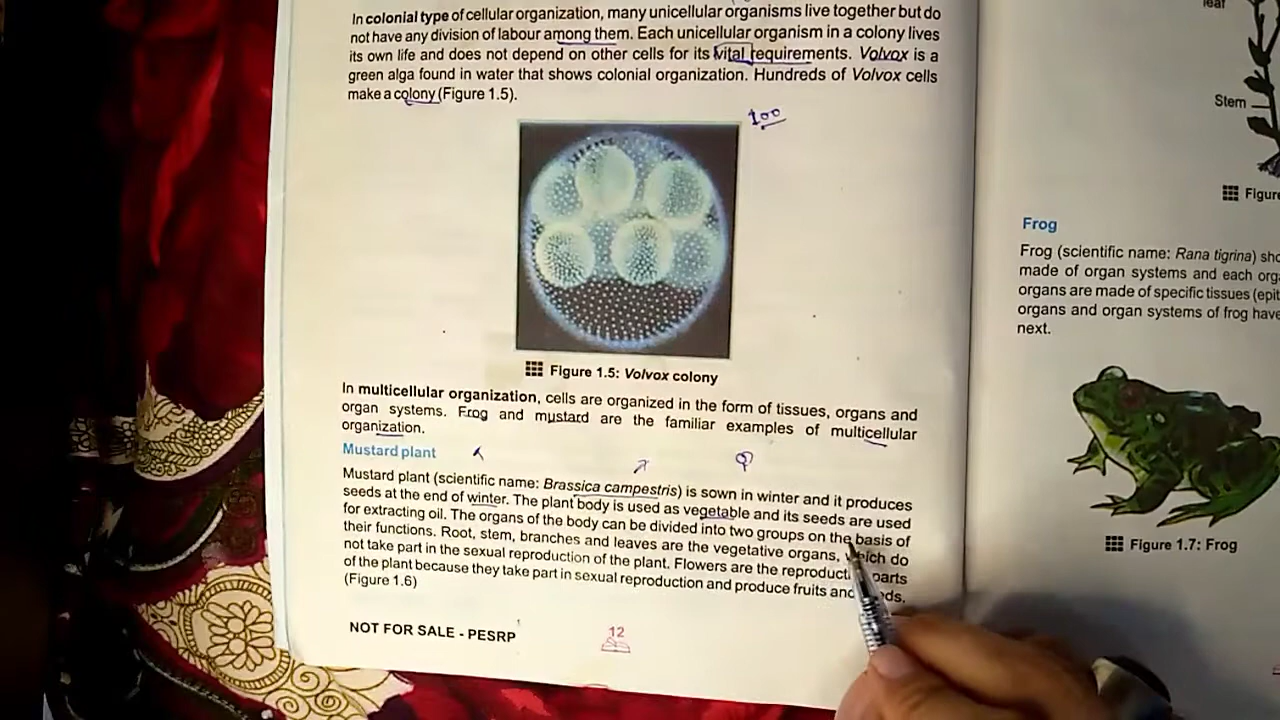 In colonial type of cellular organization, many unicellular organisms live together but do
not have any division of labour among them. Each unicellular organism in a colony lives
its own life and does not depend on other cells for its vital requirements. Volvox is a
green alga found in water that shows colonial organization. Hundreds of Volvox cells
make a colony (Figure 1.5).
100
Figure 1.5: Volvox colony
In multicellular organization, cells are organized in the form of tissues, organs and
organ systems. Frog and mustard are the familiar examples of multicellular
organization.
Mustard plant
Mustard plant (scientific name: Brassica campestris) is sown in winter and it produces
seeds at the end of winter. The plant body is used as vegetable and its seeds are used
for extracting oil. The organs of the body can be divided into two groups on the basis of
their functions. Root, stem, branches and leaves are the vegetative organs, which do
not take part in the sexual reproduction of the plant. Flowers are the reproductive parts
of the plant because they take part in sexual reproduction and produce fruits and seeds.
(Figure 1.6)
NOT FOR SALE - PESRP
12
leaf
Stem
Figure
Frog
Frog (scientific name: Rana tigrina) sho
made of organ systems and each org
organs are made of specific tissues (epit
organs and organ systems of frog have
next.
Figure 1.7: Frog